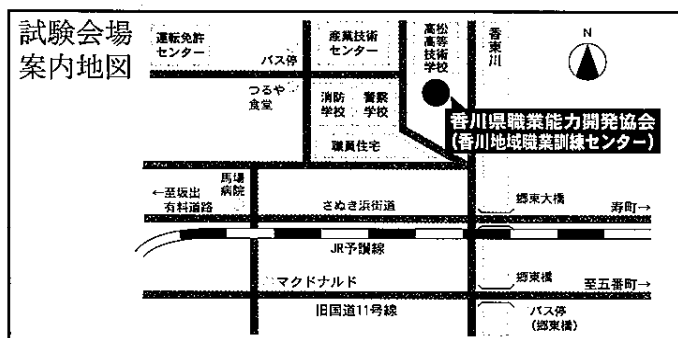 試験会場
案内地図
運転免許
センター
バス停
つるや
食堂
産業技術
センター
高松
高等
技術
学校
香東川
N
消防
学校
警察
学校
職員住宅
香川県職業能力開発協会
(香川地域職業訓練センター)
馬場
病院
←至坂出
有料道路
さぬき浜街道
郷東大橋
寿町→
JR予讃線
マクドナルド
郷東橋
至五番町→
旧国道11号線
バス停
(郷東橋)